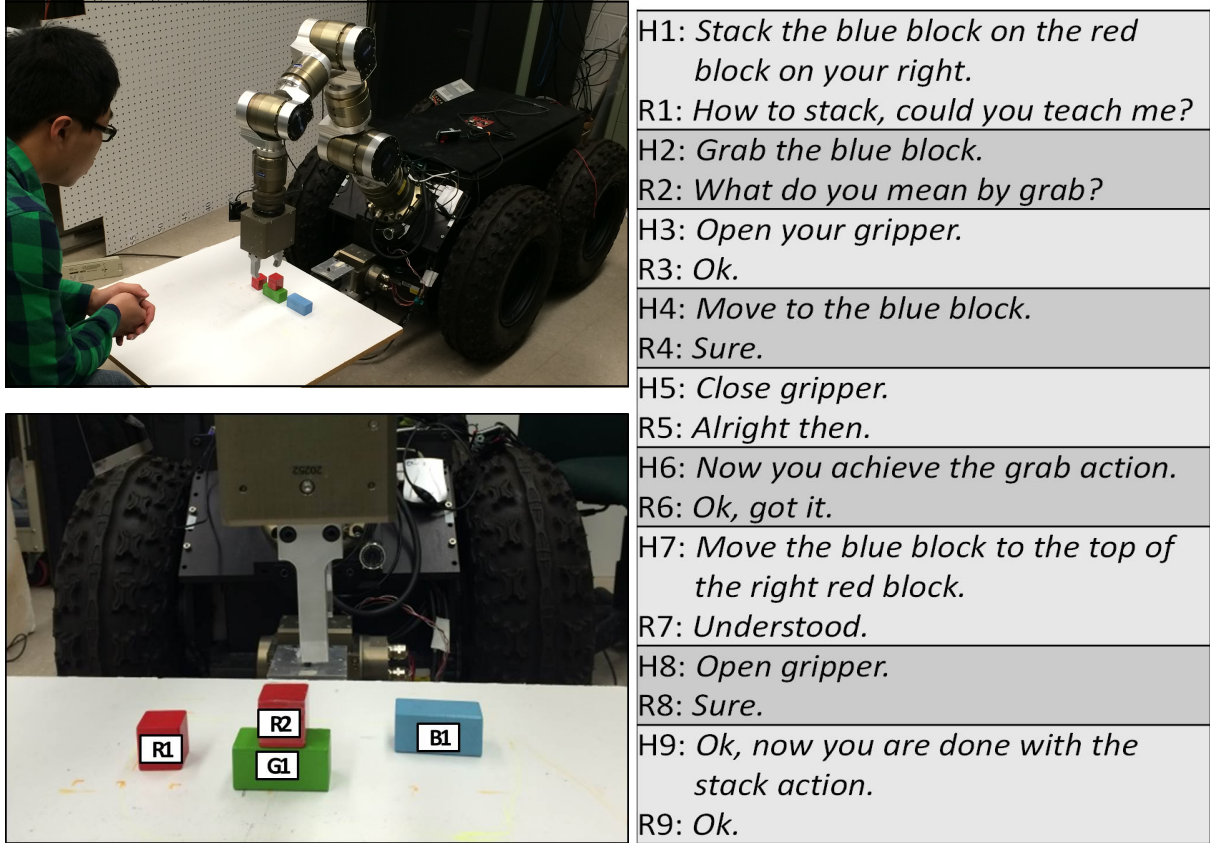 R1
R2
G1
B1
H1: Stack the blue block on the red
block on your right.
R1: How to stack, could you teach me?
H2: Grab the blue block.
R2: What do you mean by grab?
H3: Open your gripper.
R3: Ok.
H4: Move to the blue block.
R4: Sure.
H5: Close gripper.
R5: Alright then.
H6: Now you achieve the grab action.
R6: Ok, got it.
H7: Move the blue block to the top of
the right red block.
R7: Understood.
H8: Open gripper.
R8: Sure.
H9: Ok, now you are done with the
stack action.
R9: Ok.